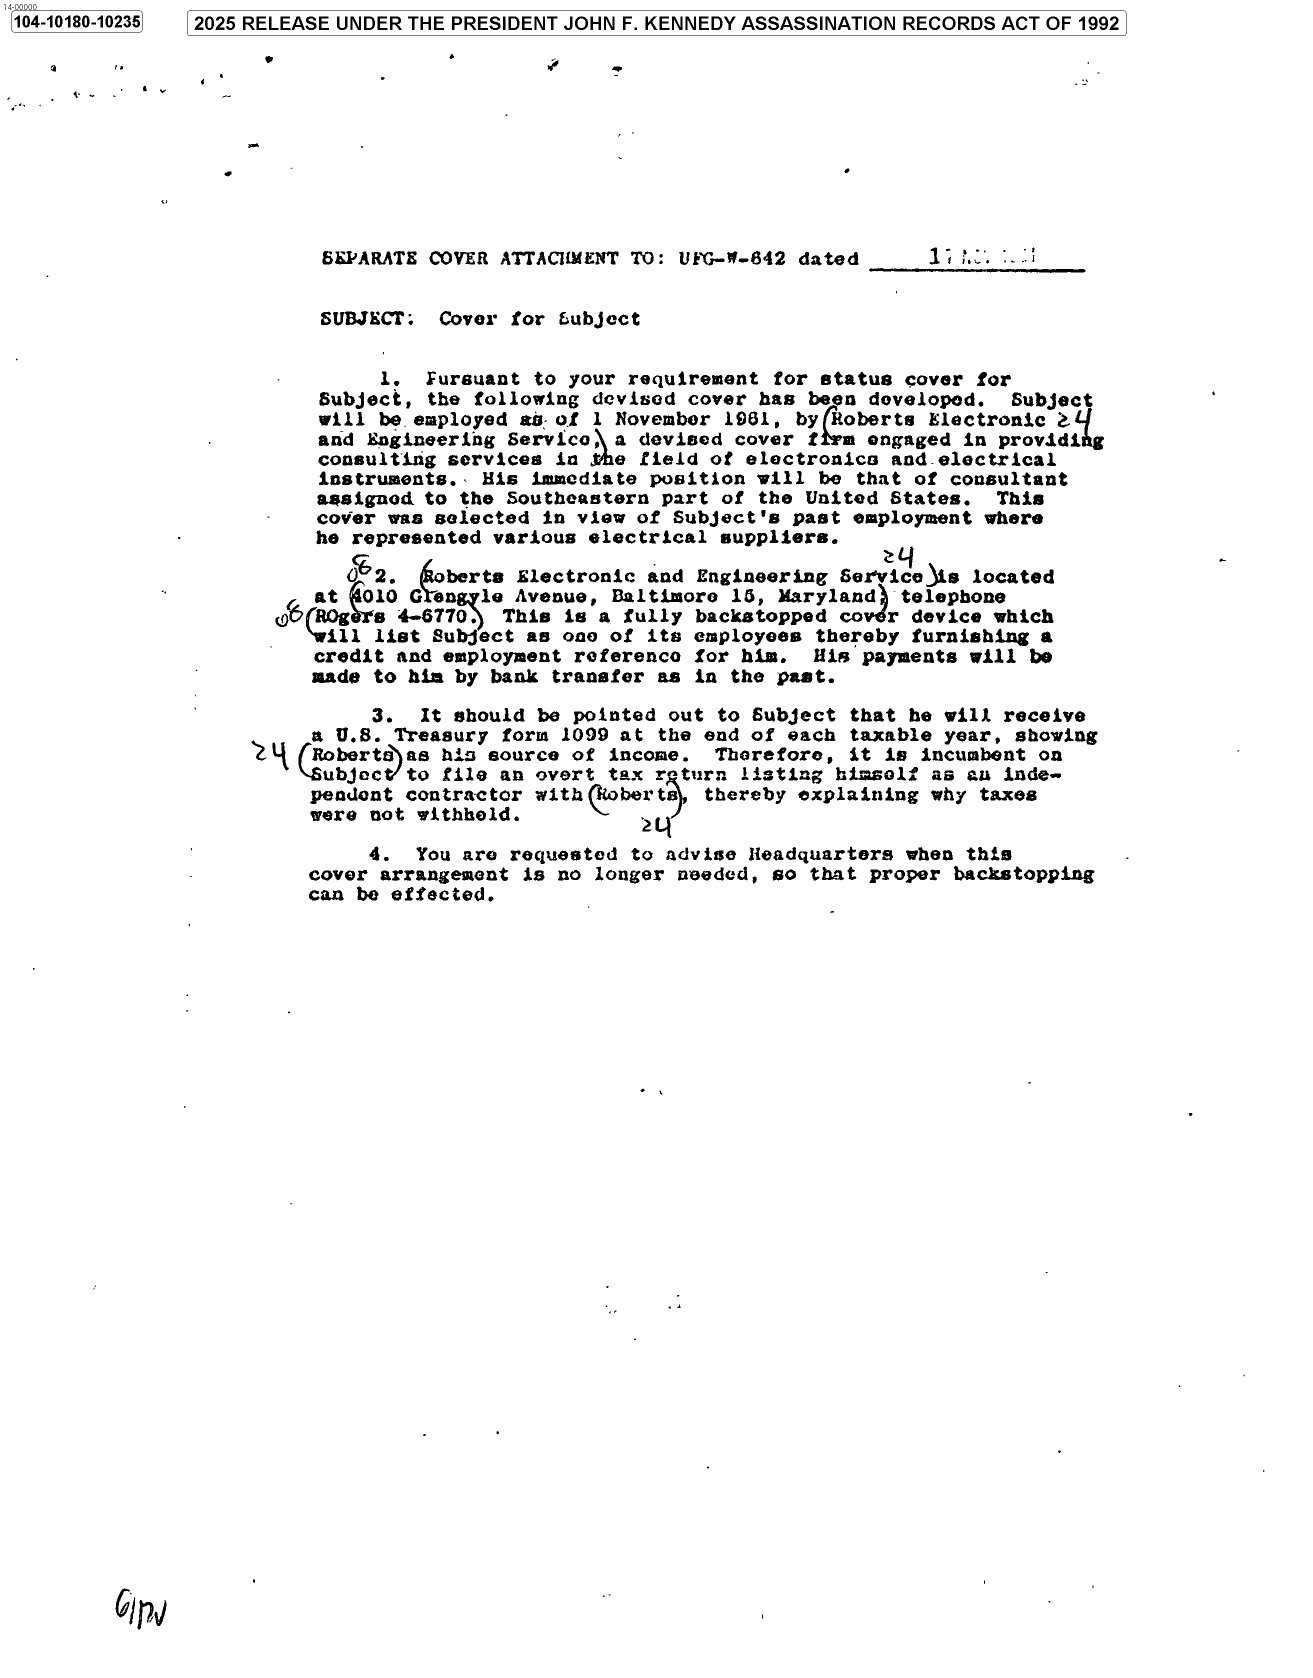 14-00000
104-10180-10235
2025 RELEASE UNDER THE PRESIDENT JOHN F. KENNEDY ASSASSINATION RECORDS ACT OF 1992
SEPARATE COVER ATTACHMENT TO: UFG-W-642 dated
SUBJECT: Cover for Subject
1. Pursuant to your requirement for status cover for
Subject, the following devised cover has been developed. Subject
will be employed as of 1 November 1961, by (Roberts Electronic 24
and Engineering Service,) a devised cover firm engaged in providing
consulting services in the field of electronics and electrical
instruments. His immediate position will be that of consultant
assigned to the Southeastern part of the United States. This
cover was selected in view of Subject's past employment where
he represented various electrical suppliers.
24
2. (Roberts Electronic and Engineering Service) is located
at (4010 Glengyle Avenue, Baltimore 15, Maryland) telephone
(ROgers 4-6770.) This is a fully backstopped cover device which
will list Subject as one of its employees thereby furnishing a
credit and employment reference for him. His payments will be
made to him by bank transfer as in the past.
3. It should be pointed out to Subject that he will receive
a U.S. Treasury form 1099 at the end of each taxable year, showing
24 (Roberts) as his source of income. Therefore, it is incumbent on
Subject to file an overt tax return listing himself as an inde-
pendent contractor with (Roberts), thereby explaining why taxes
were not withheld.
24
4. You are requested to advise Headquarters when this
cover arrangement is no longer needed, so that proper backstopping
can be effected.